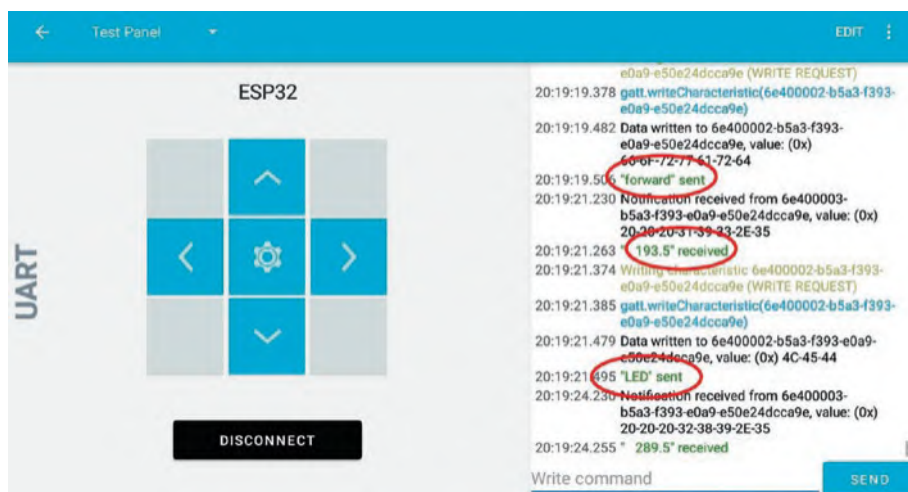 Test Panel
EDIT
UART
ESP32
DISCONNECT
e0a9-e50e24dcca9e (WRITE REQUEST)
20:19:19.378 gatt.writeCharacteristic(6e400002-b5a3-f393-
e0a9-e50e24dcca9e)
20:19:19.482 Data written to 6e400002-b5a3-f393-
e0a9-e50e24dcca9e, value: (0x)
66-6F-72-77-61-72-64
20:19:19.506 "forward" sent
20:19:21.230 Notification received from 6e400003-
b5a3-f393-e0a9-e50e24dcca9e, value: (0x)
20-20-20-31-39-33-2E-35
20:19:21.263 "   193.5" received
20:19:21.374 Writing characteristic 6e400002-b5a3-f393-
e0a9-e50e24dcca9e (WRITE REQUEST)
20:19:21.385 gatt.writeCharacteristic(6e400002-b5a3-f393-
e0a9-e50e24dcca9e)
20:19:21.479 Data written to 6e400002-b5a3-f393-e0a9-
e50e24dcca9e, value: (0x) 4C-45-44
20:19:21.495 "LED" sent
20:19:24.230 Notification received from 6e400003-
b5a3-f393-e0a9-e50e24dcca9e, value: (0x)
20-20-20-32-38-39-2E-35
20:19:24.255 "   289.5" received
Write command
SEND